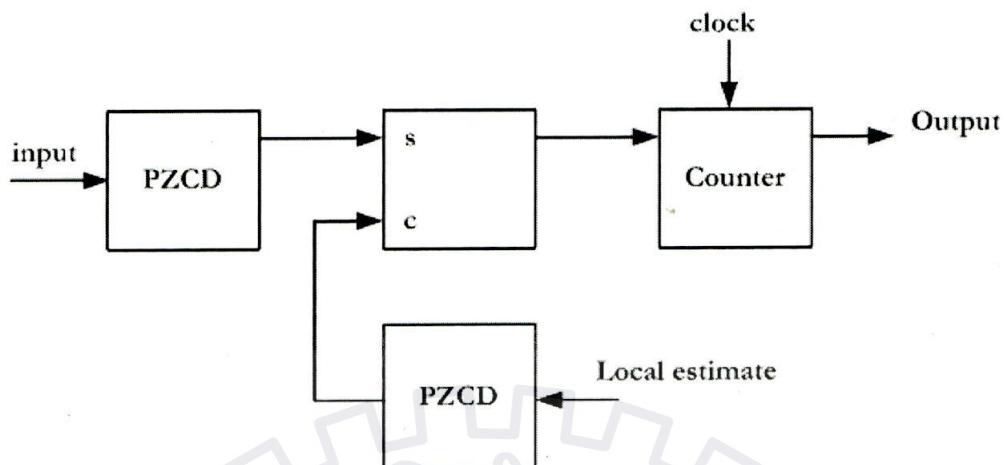 clock
input
PZCD
s
c
Counter
Output
PZCD
Local estimate